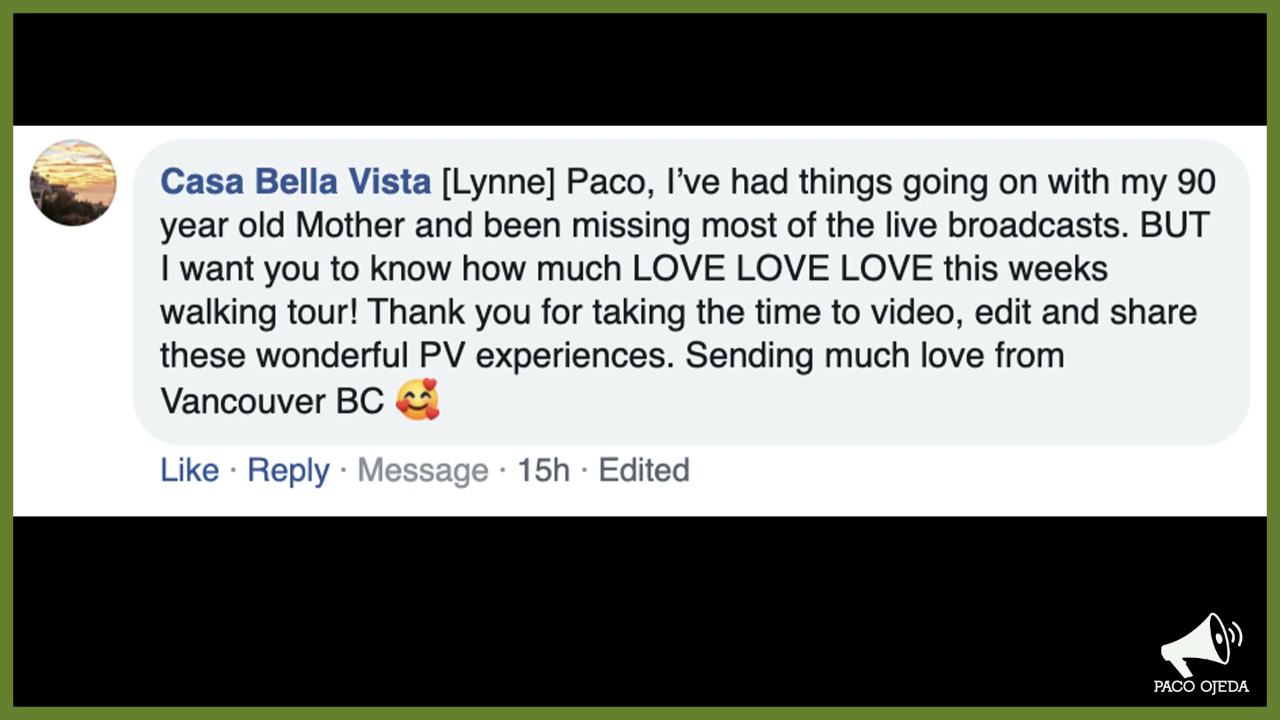 Casa Bella Vista [Lynne] Paco, I’ve had things going on with my 90
year old Mother and been missing most of the live broadcasts. BUT
I want you to know how much LOVE LOVE LOVE this weeks
walking tour! Thank you for taking the time to video, edit and share
these wonderful PV experiences. Sending much love from
Vancouver BC 🥰
Like · Reply · Message · 15h · Edited
PACO OJEDA